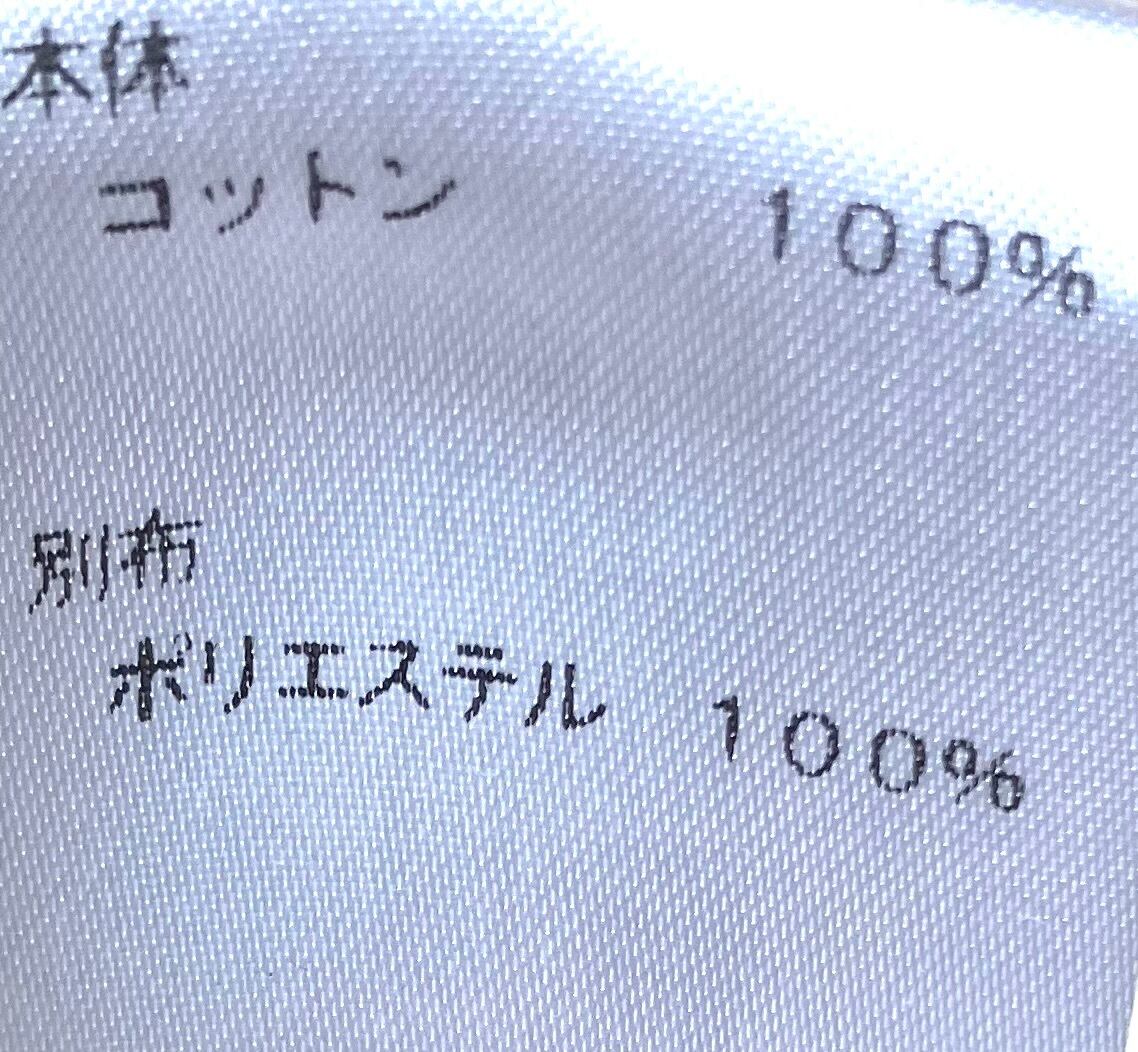 本体
コットン 100%
別布
ポリエステル 100%